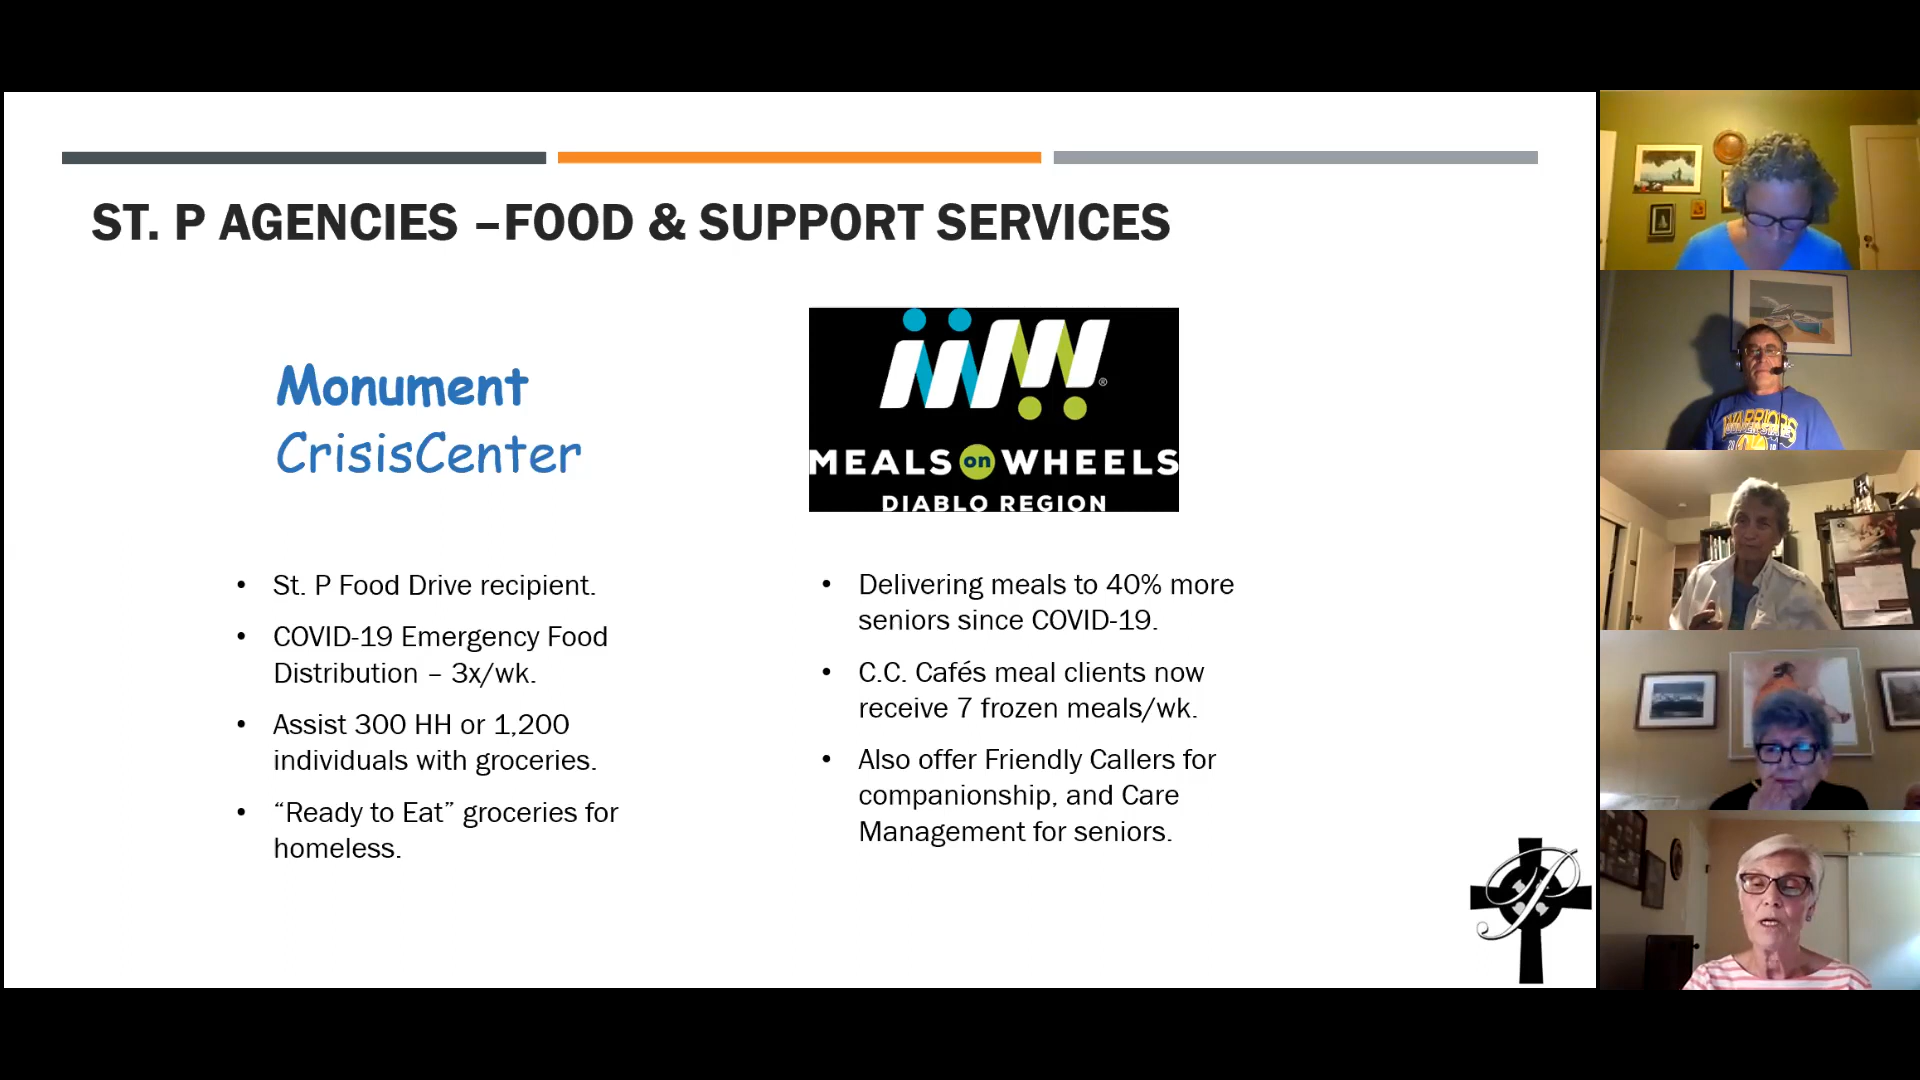 ST. P AGENCIES –FOOD & SUPPORT SERVICES
Monument
CrisisCenter
MEALS on WHEELS
DIABLO REGION
• St. P Food Drive recipient.
• COVID-19 Emergency Food
Distribution – 3x/wk.
• Assist 300 HH or 1,200
individuals with groceries.
• “Ready to Eat” groceries for
homeless.
• Delivering meals to 40% more
seniors since COVID-19.
• C.C. Cafés meal clients now
receive 7 frozen meals/wk.
• Also offer Friendly Callers for
companionship, and Care
Management for seniors.
P
WARRIORS